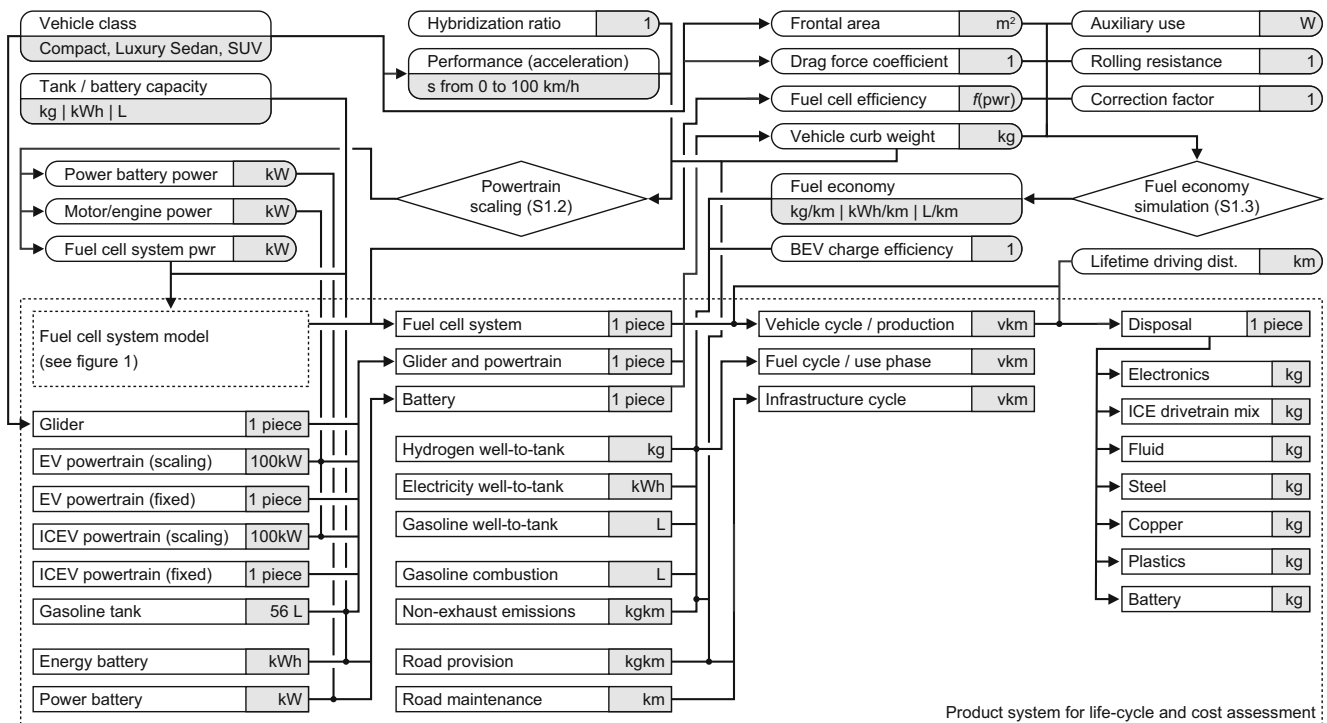 Vehicle class
Compact, Luxury Sedan, SUV
Tank / battery capacity
kg | kWh | L
Hybridization ratio 1
Performance (acceleration)
s from 0 to 100 km/h
Frontal area m²
Drag force coefficient 1
Fuel cell efficiency f(pwr)
Vehicle curb weight kg
Auxiliary use W
Rolling resistance 1
Correction factor 1
Power battery power kW
Motor/engine power kW
Fuel cell system pwr kW
Powertrain
scaling (S1.2)
Fuel economy
kg/km | kWh/km | L/km
Fuel economy
simulation (S1.3)
BEV charge efficiency 1
Lifetime driving dist. km
Fuel cell system model
(see figure 1)
Glider 1 piece
EV powertrain (scaling) 100kW
EV powertrain (fixed) 1 piece
ICEV powertrain (scaling) 100kW
ICEV powertrain (fixed) 1 piece
Gasoline tank 56 L
Energy battery kWh
Power battery kW
Fuel cell system 1 piece
Glider and powertrain 1 piece
Battery 1 piece
Hydrogen well-to-tank kg
Electricity well-to-tank kWh
Gasoline well-to-tank L
Gasoline combustion L
Non-exhaust emissions kgkm
Road provision kgkm
Road maintenance km
Vehicle cycle / production vkm
Fuel cycle / use phase vkm
Infrastructure cycle vkm
Disposal 1 piece
Electronics kg
ICE drivetrain mix kg
Fluid kg
Steel kg
Copper kg
Plastics kg
Battery kg
Product system for life-cycle and cost assessment